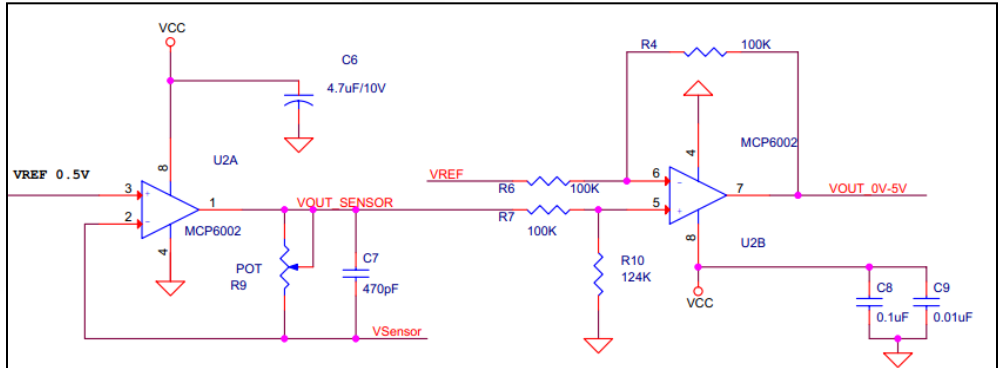 VCC
C6
4.7uF/10V
8
U2A
VREF 0.5V
3
+
2
-
1
VOUT_SENSOR
MCP6002
4
POT
R9
C7
470pF
VSensor
R4
100K
4
MCP6002
VREF
R6
100K
6
-
7
VOUT_0V-5V
R7
100K
5
+
8
U2B
R10
124K
VCC
C8
0.1uF
C9
0.01uF